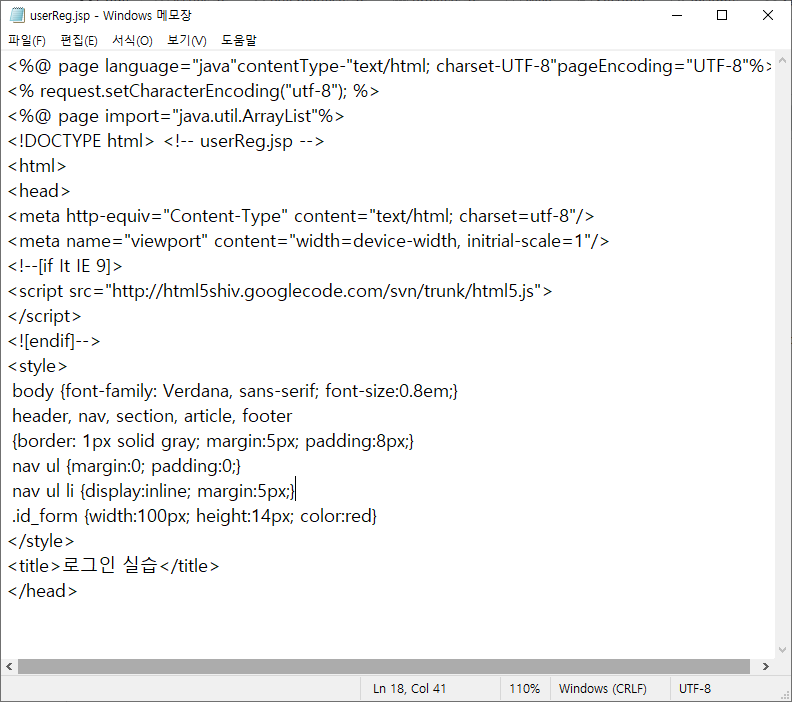 userReg.jsp - Windows 메모장
파일(F) 편집(E) 서식(O) 보기(V) 도움말
<%@ page language="java"contentType-"text/html; charset-UTF-8"pageEncoding="UTF-8"%>
<% request.setCharacterEncoding("utf-8"); %>
<%@ page import="java.util.ArrayList"%>
<!DOCTYPE html> <!-- userReg.jsp -->
<html>
<head>
<meta http-equiv="Content-Type" content="text/html; charset=utf-8"/>
<meta name="viewport" content="width=device-width, initrial-scale=1"/>
<!--[if It IE 9]>
<script src="http://html5shiv.googlecode.com/svn/trunk/html5.js">
</script>
<![endif]-->
<style>
body {font-family: Verdana, sans-serif; font-size:0.8em;}
header, nav, section, article, footer
{border: 1px solid gray; margin:5px; padding:8px;}
nav ul {margin:0; padding:0;}
nav ul li {display:inline; margin:5px;}
.id_form {width:100px; height:14px; color:red}
</style>
<title>로그인 실습</title>
</head>
Ln 18, Col 41 110% Windows (CRLF) UTF-8